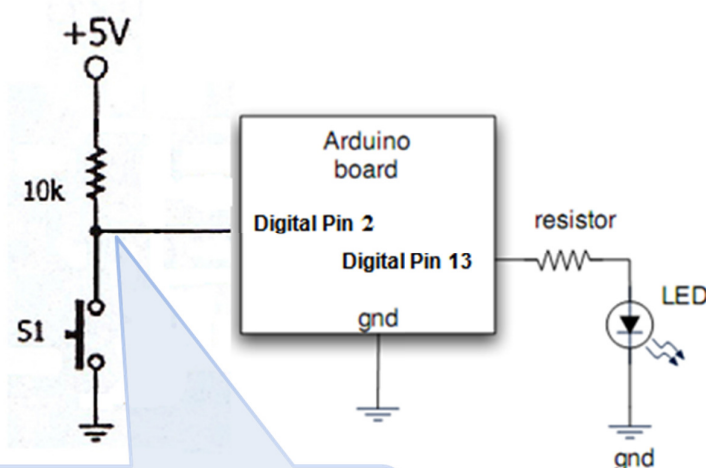 +5V
10k
S1
Arduino
board
Digital Pin 2
Digital Pin 13
gnd
resistor
LED
gnd